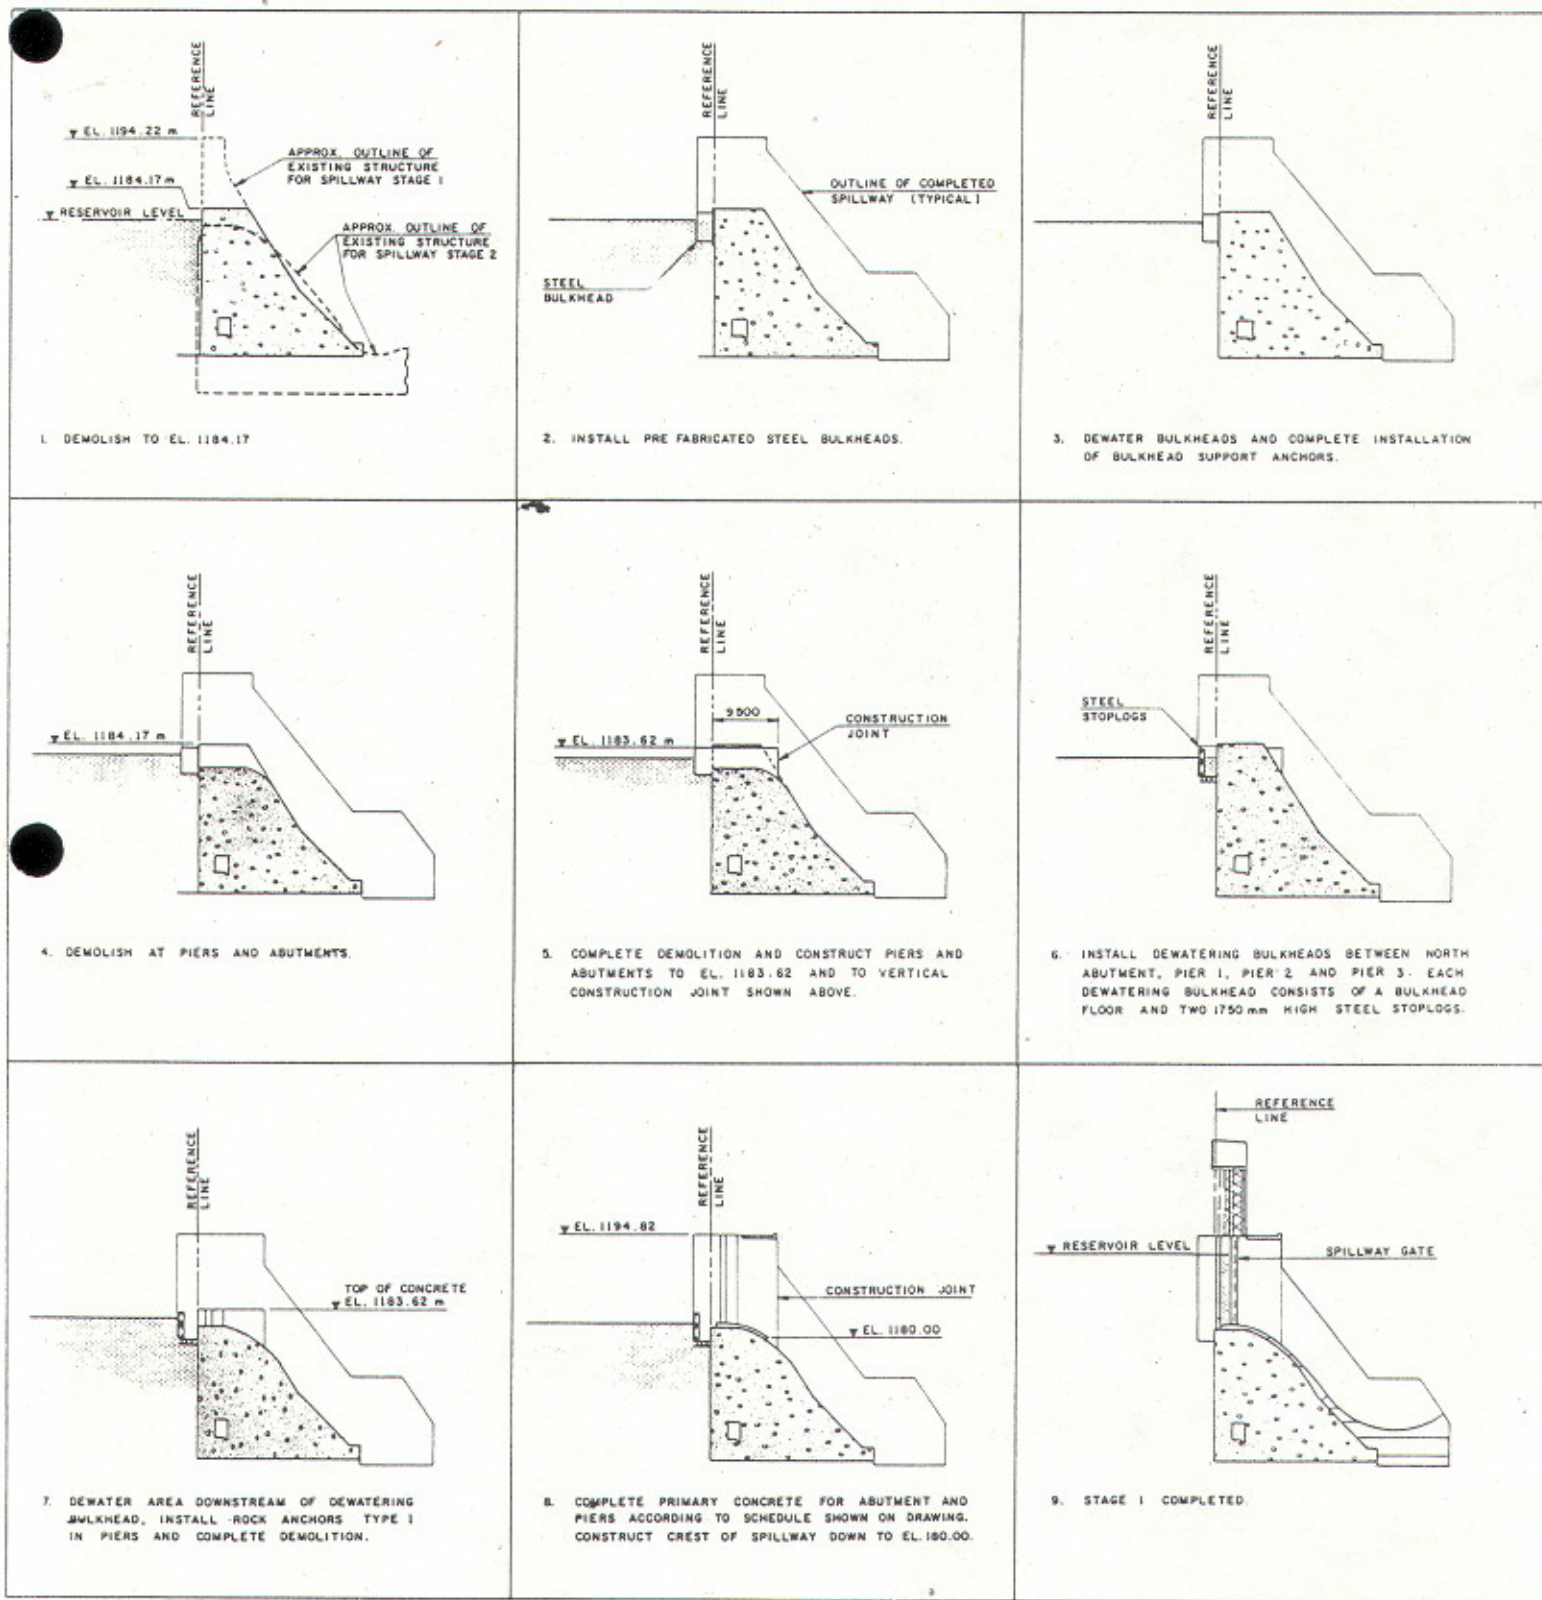 REFERENCE
LINE
EL. 1194.22 m
APPROX. OUTLINE OF
EXISTING STRUCTURE
FOR SPILLWAY STAGE 1
EL. 1184.17 m
RESERVOIR LEVEL
APPROX. OUTLINE OF
EXISTING STRUCTURE
FOR SPILLWAY STAGE 2
1. DEMOLISH TO EL. 1184.17
REFERENCE
LINE
OUTLINE OF COMPLETED
SPILLWAY (TYPICAL)
STEEL
BULKHEAD
2. INSTALL PRE FABRICATED STEEL BULKHEADS.
REFERENCE
LINE
3. DEWATER BULKHEADS AND COMPLETE INSTALLATION
OF BULKHEAD SUPPORT ANCHORS.
REFERENCE
LINE
EL. 1184.17 m
4. DEMOLISH AT PIERS AND ABUTMENTS.
REFERENCE
LINE
9500
CONSTRUCTION
JOINT
EL. 1183.62 m
5. COMPLETE DEMOLITION AND CONSTRUCT PIERS AND
ABUTMENTS TO EL. 1183.62 AND TO VERTICAL
CONSTRUCTION JOINT SHOWN ABOVE.
REFERENCE
LINE
STEEL
STOPLOGS
6. INSTALL DEWATERING BULKHEADS BETWEEN NORTH
ABUTMENT, PIER 1, PIER 2 AND PIER 3. EACH
DEWATERING BULKHEAD CONSISTS OF A BULKHEAD
FLOOR AND TWO 1750 mm HIGH STEEL STOPLOGS.
REFERENCE
LINE
TOP OF CONCRETE
EL. 1183.62 m
7. DEWATER AREA DOWNSTREAM OF DEWATERING
BULKHEAD, INSTALL ROCK ANCHORS TYPE 1
IN PIERS AND COMPLETE DEMOLITION.
REFERENCE
LINE
EL. 1194.82
CONSTRUCTION JOINT
EL. 1180.00
8. COMPLETE PRIMARY CONCRETE FOR ABUTMENT AND
PIERS ACCORDING TO SCHEDULE SHOWN ON DRAWING.
CONSTRUCT CREST OF SPILLWAY DOWN TO EL. 180.00.
REFERENCE
LINE
RESERVOIR LEVEL
SPILLWAY GATE
9. STAGE 1 COMPLETED.